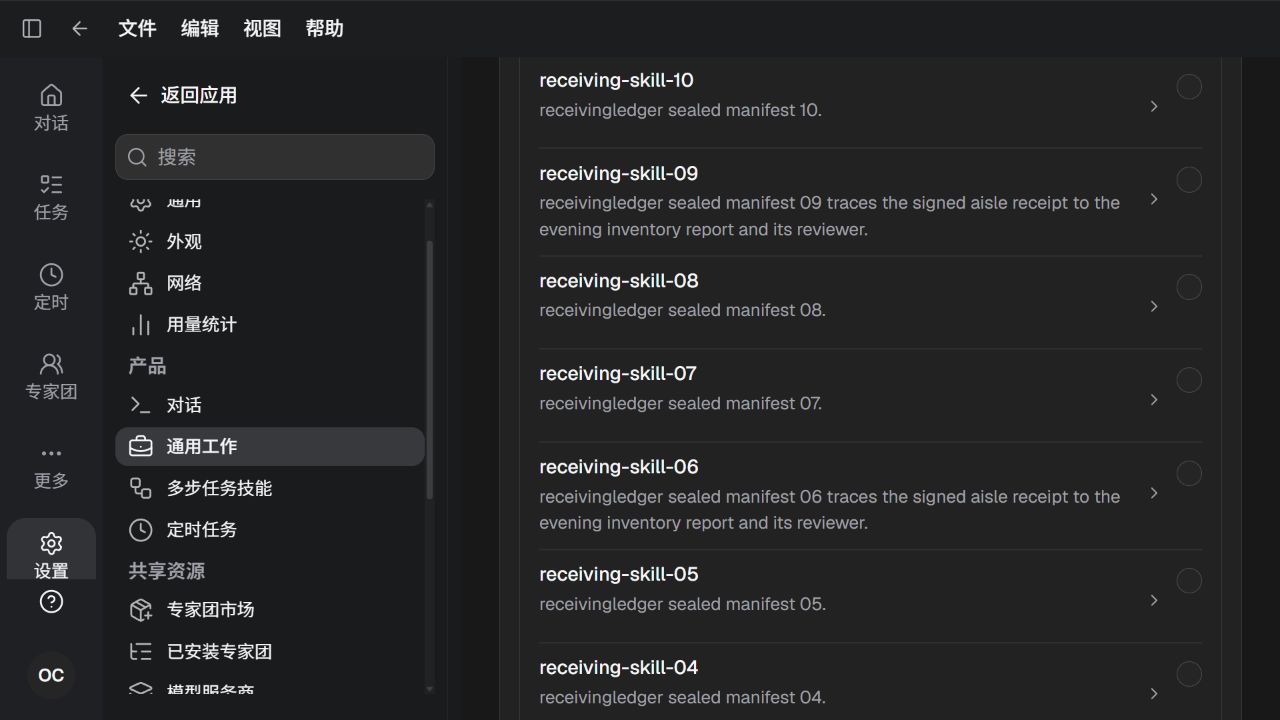 文件 编辑 视图 帮助
对话
任务
定时
专家团
更多
设置
OC
返回应用
搜索
通用
外观
网络
用量统计
产品
对话
通用工作
多步任务技能
定时任务
共享资源
专家团市场
已安装专家团
模型服务商
receiving-skill-10
receivingledger sealed manifest 10.
receiving-skill-09
receivingledger sealed manifest 09 traces the signed aisle receipt to the
evening inventory report and its reviewer.
receiving-skill-08
receivingledger sealed manifest 08.
receiving-skill-07
receivingledger sealed manifest 07.
receiving-skill-06
receivingledger sealed manifest 06 traces the signed aisle receipt to the
evening inventory report and its reviewer.
receiving-skill-05
receivingledger sealed manifest 05.
receiving-skill-04
receivingledger sealed manifest 04.